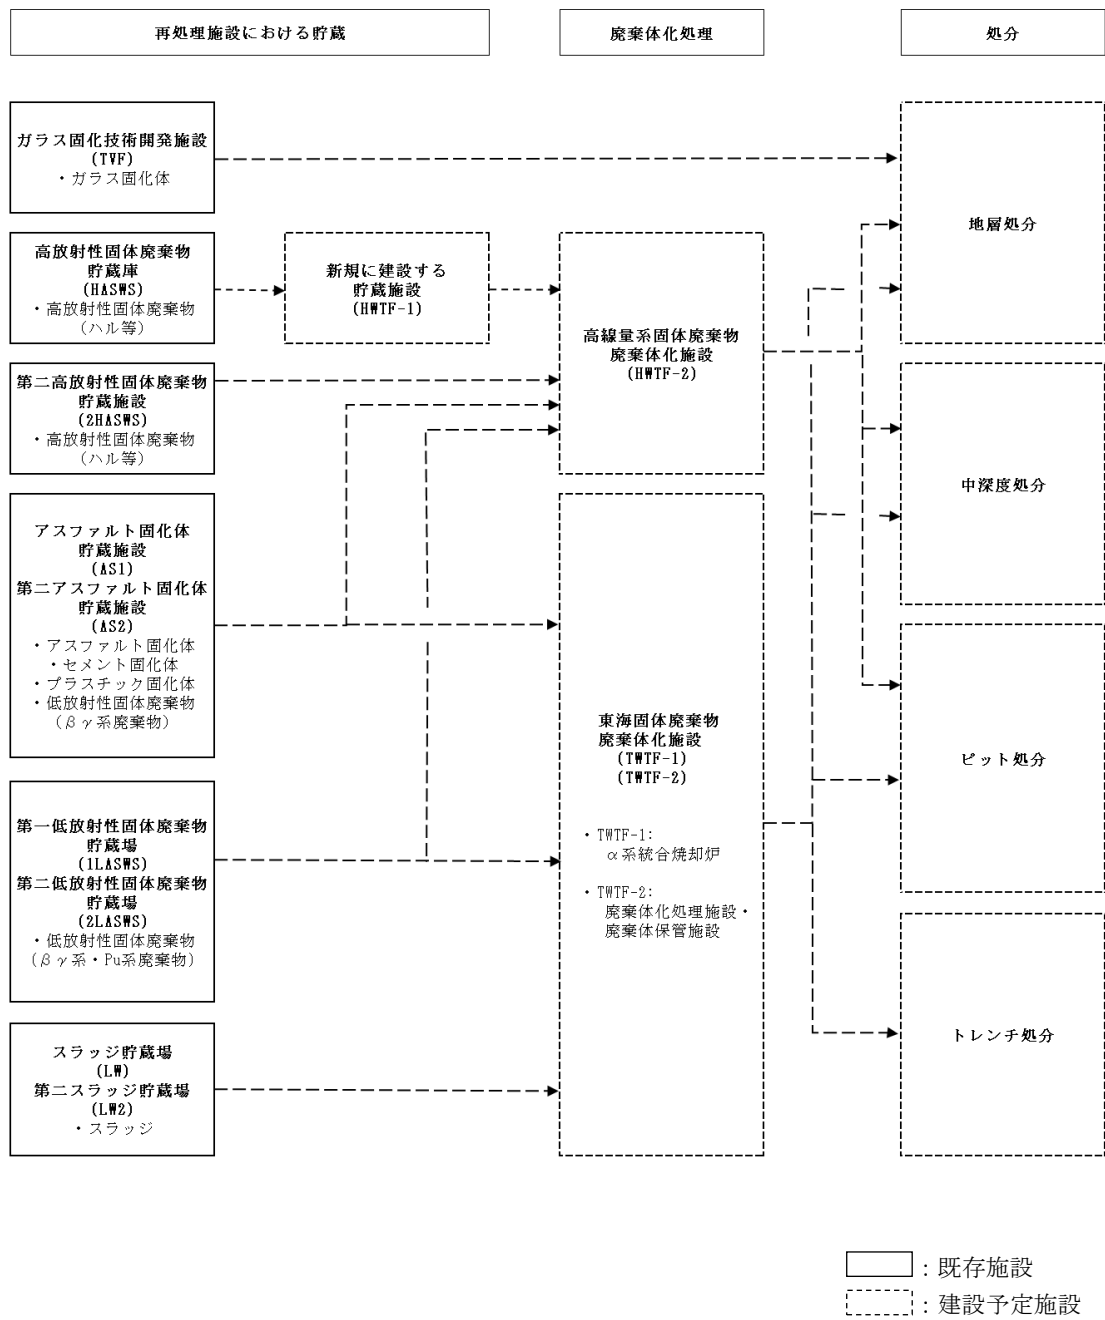 再処理施設における貯蔵
廃棄体化処理
処分
ガラス固化技術開発施設
(TVF)
・ガラス固化体
高放射性固体廃棄物
貯蔵庫
(HASWS)
・高放射性固体廃棄物
(ハル等)
新規に建設する
貯蔵施設
(HWTF-1)
第二高放射性固体廃棄物
貯蔵施設
(2HASWS)
・高放射性固体廃棄物
(ハル等)
アスファルト固化体
貯蔵施設
(AS1)
第二アスファルト固化体
貯蔵施設
(AS2)
・アスファルト固化体
・セメント固化体
・プラスチック固化体
・低放射性固体廃棄物
(βγ系廃棄物)
第一低放射性固体廃棄物
貯蔵場
(1LASWS)
第二低放射性固体廃棄物
貯蔵場
(2LASWS)
・低放射性固体廃棄物
(βγ系・Pu系廃棄物)
スラッジ貯蔵場
(LW)
第二スラッジ貯蔵場
(LW2)
・スラッジ
高線量系固体廃棄物
廃棄体化施設
(HWTF-2)
東海固体廃棄物
廃棄体化施設
(TWTF-1)
(TWTF-2)
・TWTF-1:
α系統合焼却炉
・TWTF-2:
廃棄体化処理施設・
廃棄体保管施設
地層処分
中深度処分
ピット処分
トレンチ処分
：既存施設
：建設予定施設